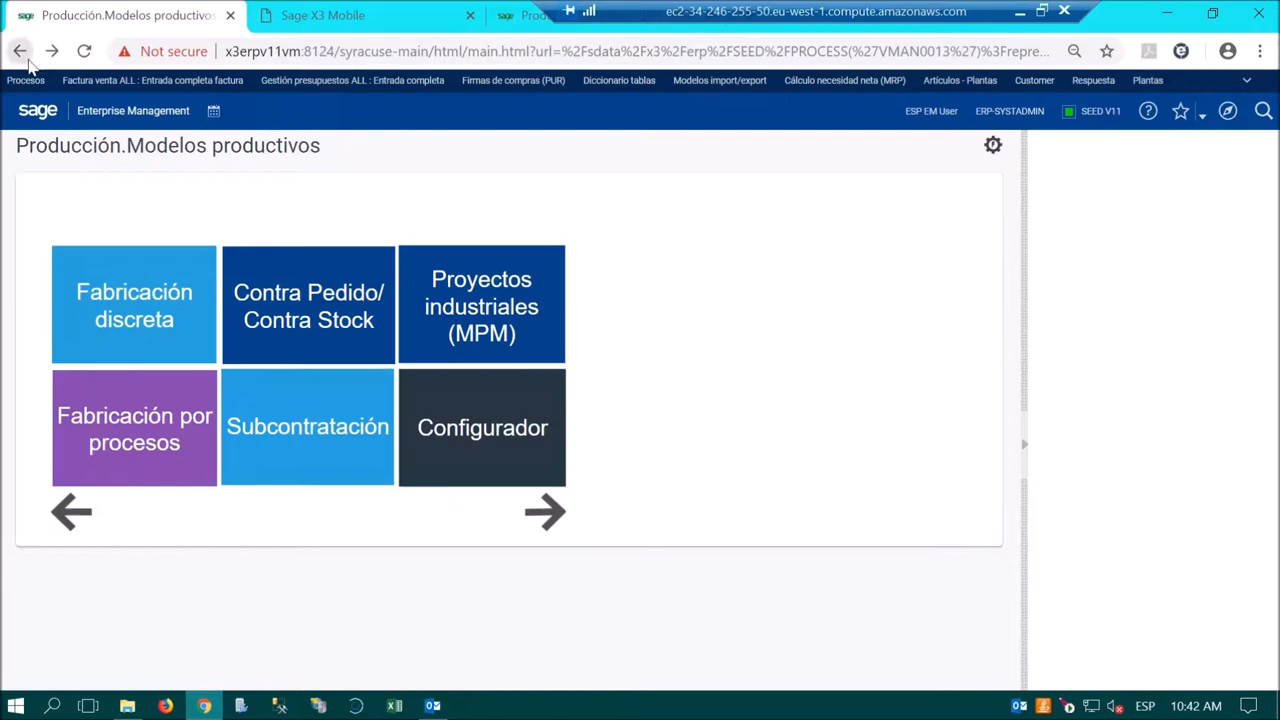 Producción.Modelos productivos
Sage X3 Mobile
Produ
ec2-34-246-255-50.eu-west-1.compute.amazonaws.com
Not secure
x3erpv11vm:8124/syracuse-main/html/main.html?url=%2Fsdata%2Fx3%2Ferp%2FSEED%2FPROCESS(%27VMAN0013%27)%3Frepre...
Procesos
Factura venta ALL : Entrada completa factura
Gestión presupuestos ALL : Entrada completa
Firmas de compras (PUR)
Diccionario tablas
Modelos import/export
Cálculo necesidad neta (MRP)
Artículos - Plantas
Customer
Respuesta
Plantas
sage
Enterprise Management
ESP EM User
ERP-SYSTADMIN
SEED V11
Producción.Modelos productivos
Fabricación
discreta
Contra Pedido/
Contra Stock
Proyectos
industriales
(MPM)
Fabricación por
procesos
Subcontratación
Configurador
ESP
10:42 AM